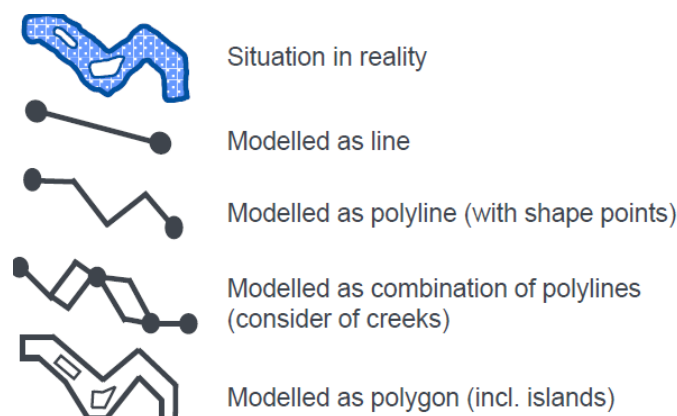 Situation in reality
Modelled as line
Modelled as polyline (with shape points)
Modelled as combination of polylines
(consider of creeks)
Modelled as polygon (incl. islands)